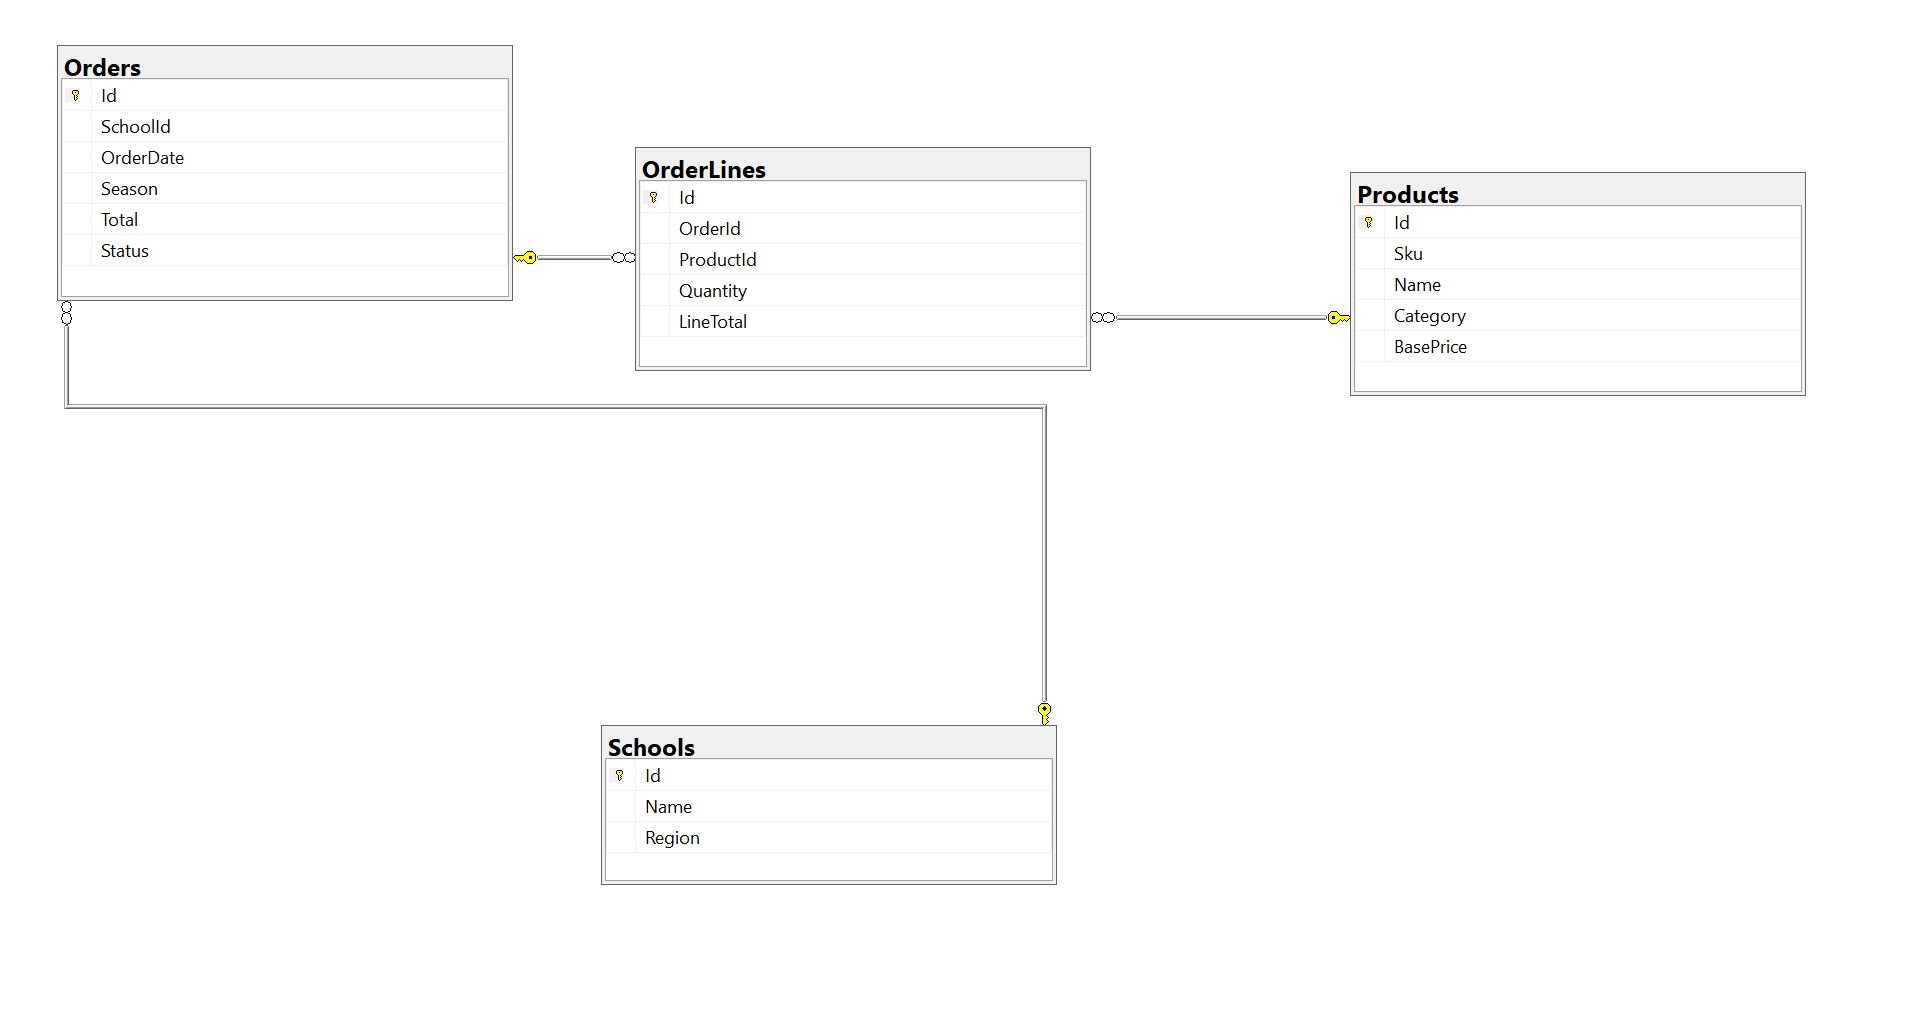 Orders
Id
SchoolId
OrderDate
Season
Total
Status
OrderLines
Id
OrderId
ProductId
Quantity
LineTotal
Products
Id
Sku
Name
Category
BasePrice
Schools
Id
Name
Region